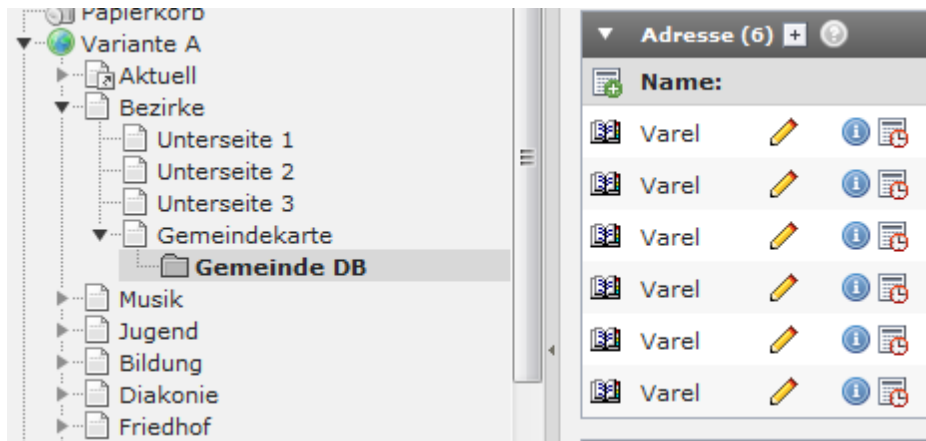 Papierkorb
Variante A
Aktuell
Bezirke
Unterseite 1
Unterseite 2
Unterseite 3
Gemeindekarte
Gemeinde DB
Musik
Jugend
Bildung
Diakonie
Friedhof
Adresse (6)
Name:
Varel
Varel
Varel
Varel
Varel
Varel